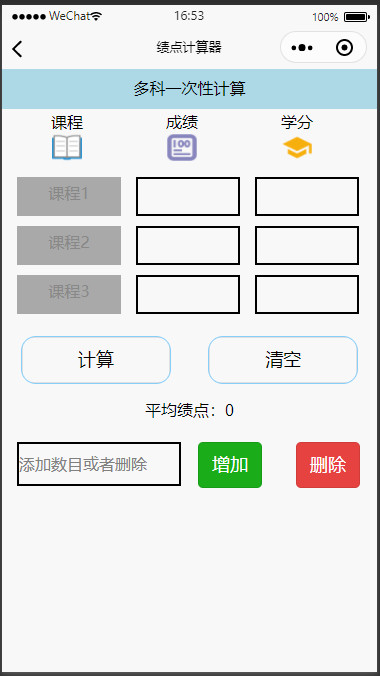 WeChat 16:53 100%
绩点计算器
多科一次性计算
课程 成绩 学分
100
课程1
课程2
课程3
计算 清空
平均绩点：0
添加数目或者删除 增加 删除